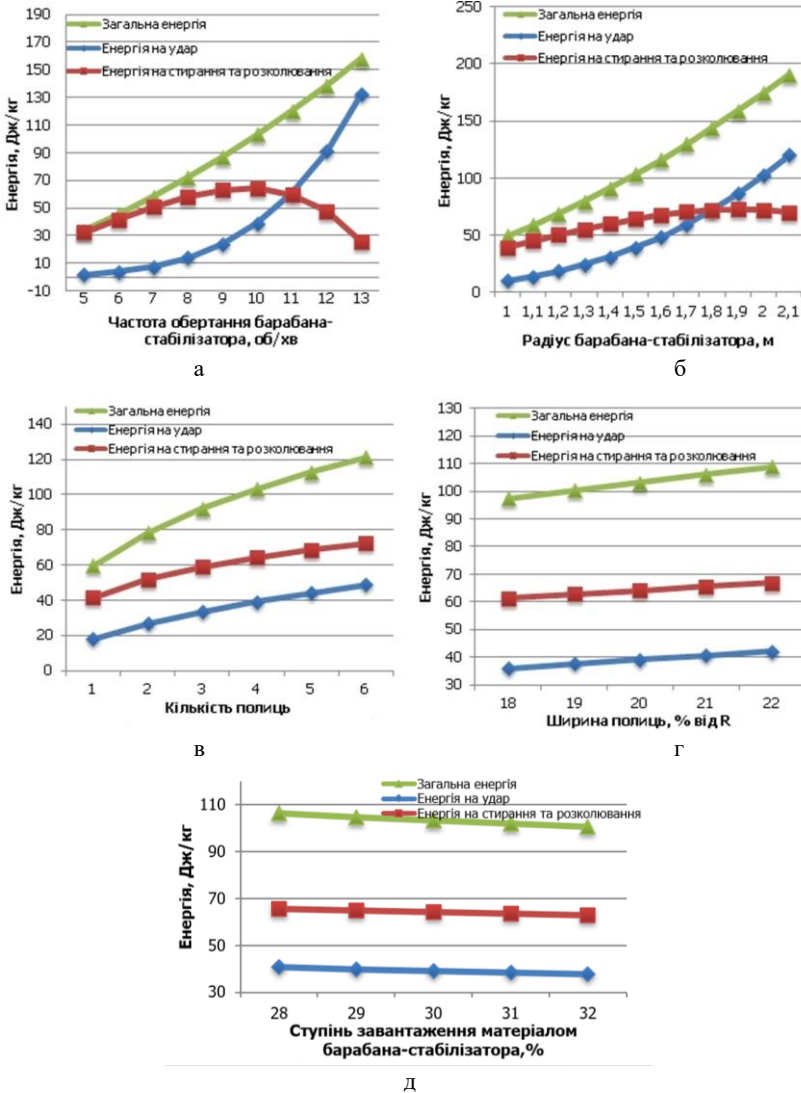 190
170
150
130
110
90
70
50
30
10
-10
Енергія, Дж/кг
Загальна енергія
Енергія на удар
Енергія на стирання та розколювання
5 6 7 8 9 10 11 12 13
Частота обертання барабана-
стабілізатора, об/хв
а
250
200
150
100
50
0
Енергія, Дж/кг
Загальна енергія
Енергія на удар
Енергія на стирання та розколювання
1 1,1 1,2 1,3 1,4 1,5 1,6 1,7 1,8 1,9 2 2,1
Радіус барабана-стабілізатора, м
б
140
120
100
80
60
40
20
0
Енергія, Дж/кг
Загальна енергія
Енергія на удар
Енергія на стирання та розколювання
1 2 3 4 5 6
Кількість полиць
в
130
120
110
100
90
80
70
60
50
40
30
Енергія, Дж/кг
Загальна енергія
Енергія на удар
Енергія на стирання та розколювання
18 19 20 21 22
Ширина полиць, % від R
г
110
90
70
50
30
Енергія, Дж/кг
Загальна енергія
Енергія на удар
Енергія на стирання та розколювання
28 29 30 31 32
Ступінь завантаження матеріалом
барабана-стабілізатора,%
д